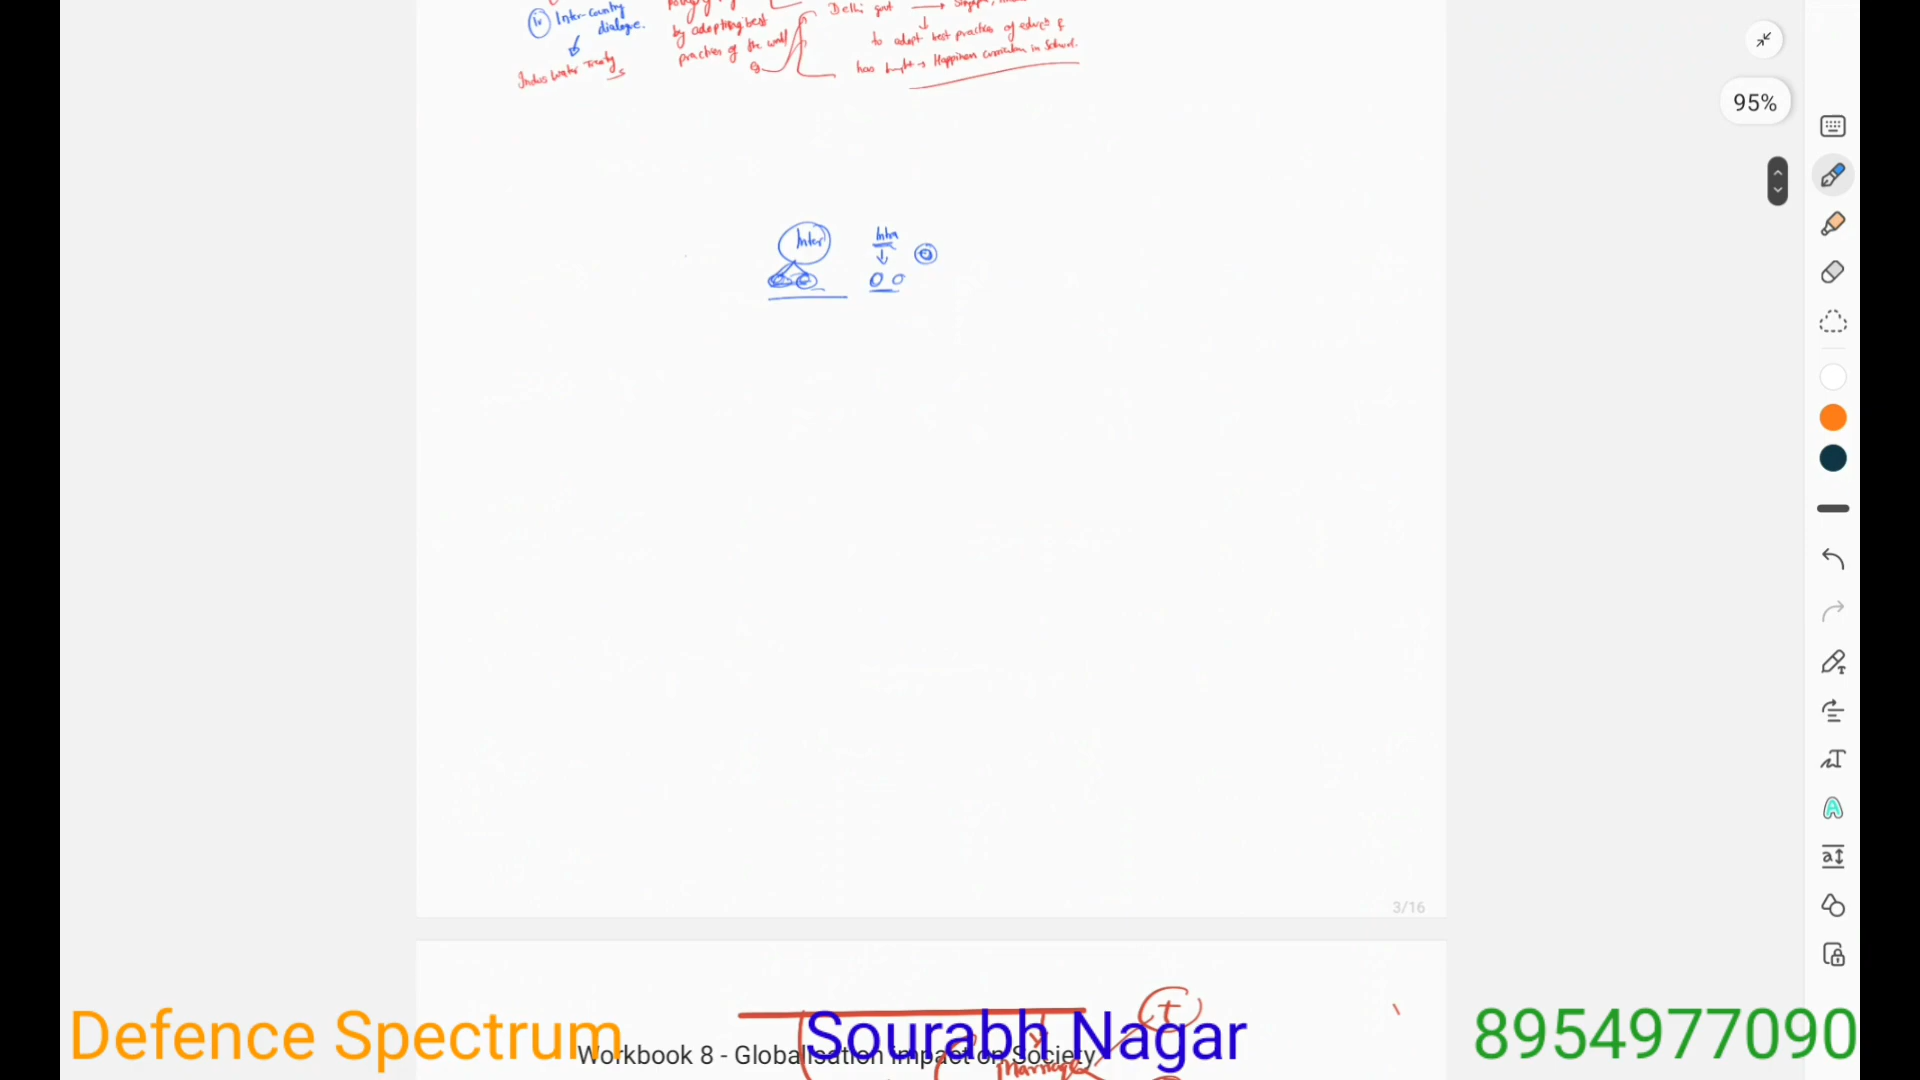 (iv) Inter-Country dialogue.
Indus Water Treaty
by adopting best
practices of the world
Delhi govt →
to adopt best practices of
has → Happiness curriculum in School.
Inter
Intra
95%
3/16
t
Marriage
Workbook 8 - Globalisation impact on Society
Defence Spectrum
Sourabh Nagar
8954977090